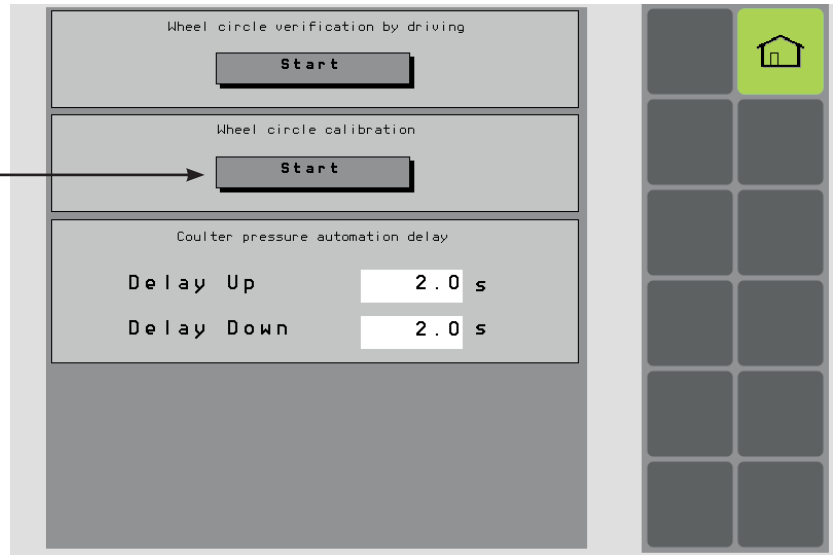 Wheel circle verification by driving
Start
Wheel circle calibration
Start
Coulter pressure automation delay
Delay Up 2.0 s
Delay Down 2.0 s